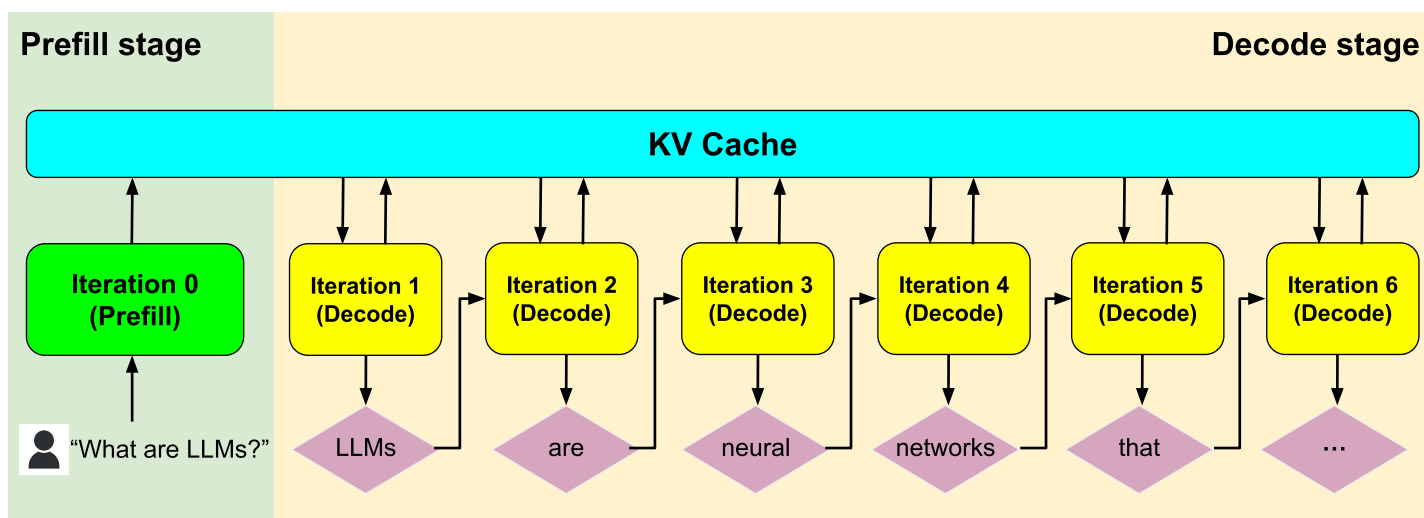 Prefill stage
Decode stage
KV Cache
Iteration 0
(Prefill)
Iteration 1
(Decode)
Iteration 2
(Decode)
Iteration 3
(Decode)
Iteration 4
(Decode)
Iteration 5
(Decode)
Iteration 6
(Decode)
“What are LLMs?”
LLMs
are
neural
networks
that
...